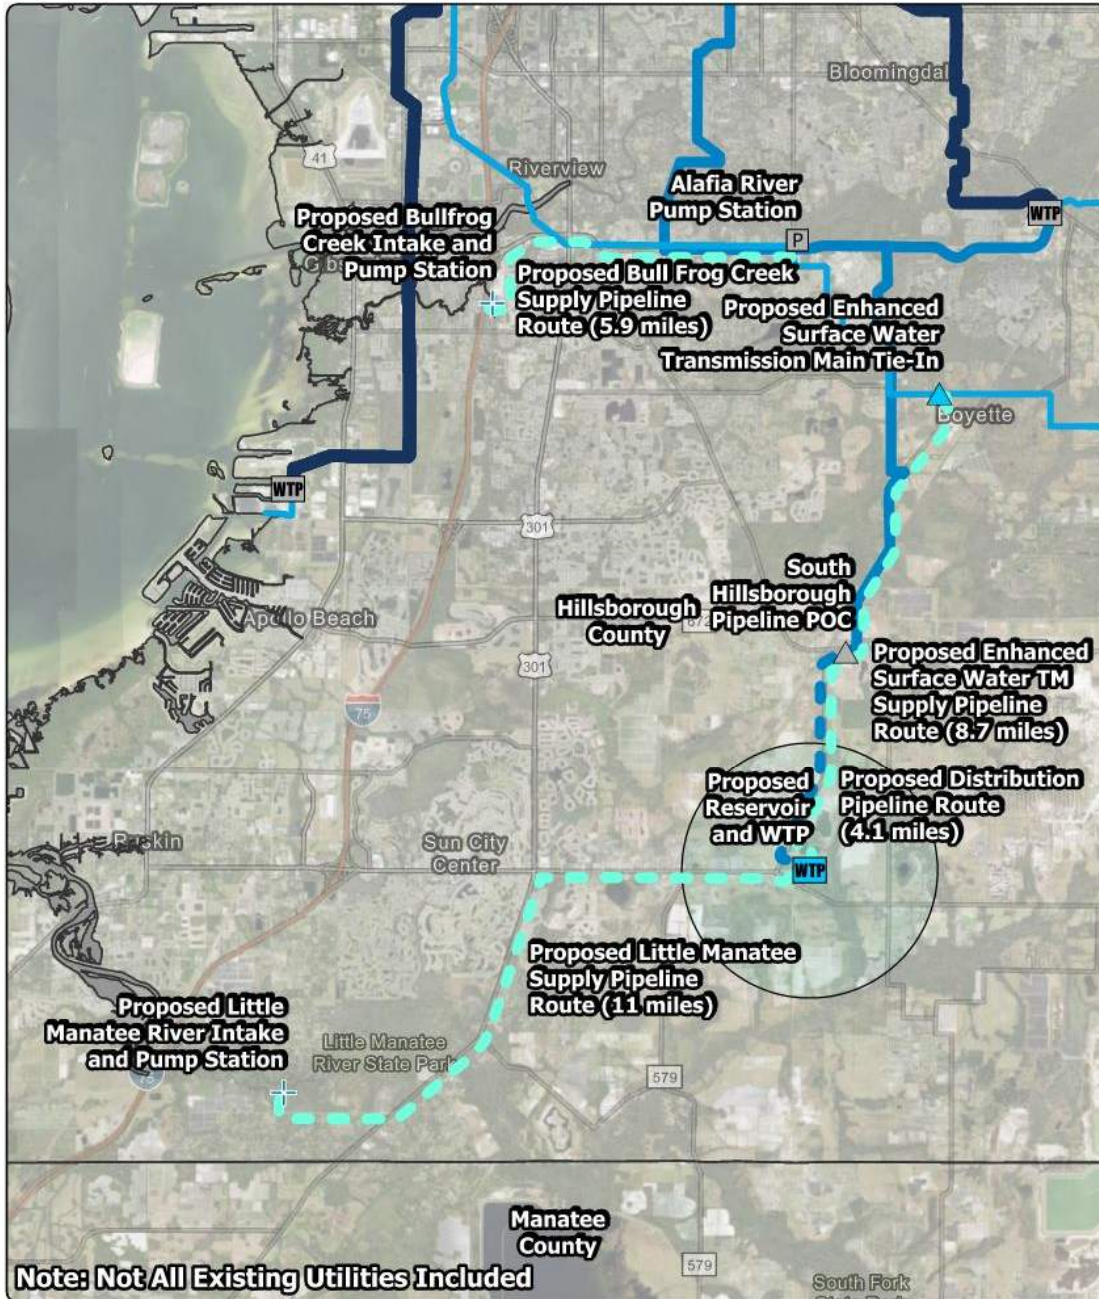 Bloomingdal
41
Riverview
Alafia River
Pump Station
WTP
P
Proposed Bullfrog
Creek Intake and
Pump Station
Proposed Bull Frog Creek
Supply Pipeline
Route (5.9 miles)
Proposed Enhanced
Surface Water
Transmission Main Tie-In
Boyette
WTP
301
South
Hillsborough
Pipeline POC
Hillsborough
County
672
Apollo Beach
301
Proposed Enhanced
Surface Water TM
Supply Pipeline
Route (8.7 miles)
75
Proposed
Reservoir
and WTP
Proposed Distribution
Pipeline Route
(4.1 miles)
Ruskin
Sun City
Center
WTP
Proposed Little Manatee
Supply Pipeline
Route (11 miles)
Proposed Little
Manatee River Intake
and Pump Station
Little Manatee
River State Park
75
579
Manatee
County
579
Note: Not All Existing Utilities Included
South Fork